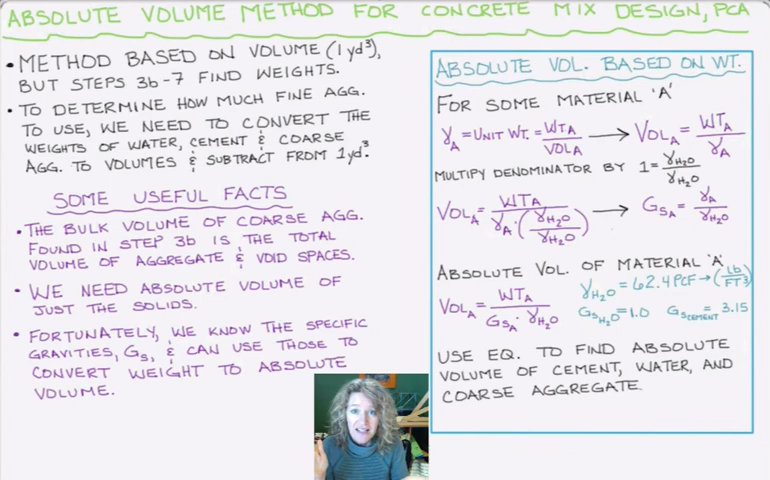 ABSOLUTE VOLUME METHOD FOR CONCRETE MIX DESIGN, PCA
• METHOD BASED ON VOLUME (1 yd³),
BUT STEPS 3b-7 FIND WEIGHTS.
• TO DETERMINE HOW MUCH FINE AGG.
TO USE, WE NEED TO CONVERT THE
WEIGHTS OF WATER, CEMENT & COARSE
AGG. TO VOLUMES & SUBTRACT FROM 1yd³.
SOME USEFUL FACTS
• THE BULK VOLUME OF COARSE AGG.
FOUND IN STEP 3b IS THE TOTAL
VOLUME OF AGGREGATE & VOID SPACES.
• WE NEED ABSOLUTE VOLUME OF
JUST THE SOLIDS.
• FORTUNATELY, WE KNOW THE SPECIFIC
GRAVITIES, Gs, & CAN USE THOSE TO
CONVERT WEIGHT TO ABSOLUTE
VOLUME.
ABSOLUTE VOL. BASED ON WT.
FOR SOME MATERIAL 'A'
γA = UNIT WT. = WTA / VOLA → VOLA = WTA / γA
MULTIPY DENOMINATOR BY 1 = γH2O / γH2O
VOLA = WTA / γA · (γH2O / γH2O) → GSA = γA / γH2O
ABSOLUTE VOL. OF MATERIAL 'A'
VOLA = WTA / GSA · γH2O
γH2O = 62.4 PCF → (lb / FT³)
GSH2O = 1.0 GSCEMENT = 3.15
USE EQ. TO FIND ABSOLUTE
VOLUME OF CEMENT, WATER, AND
COARSE AGGREGATE.